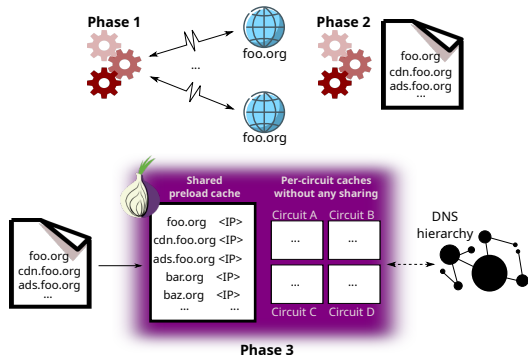 Phase 1
foo.org
...
foo.org
Phase 2
foo.org
cdn.foo.org
ads.foo.org
...
foo.org
cdn.foo.org
ads.foo.org
...
Shared
preload cache
foo.org <IP>
cdn.foo.org <IP>
ads.foo.org <IP>
bar.org <IP>
baz.org <IP>
... ...
Per-circuit caches
without any sharing
Circuit A Circuit B
... ...
... ...
Circuit C Circuit D
DNS
hierarchy
Phase 3